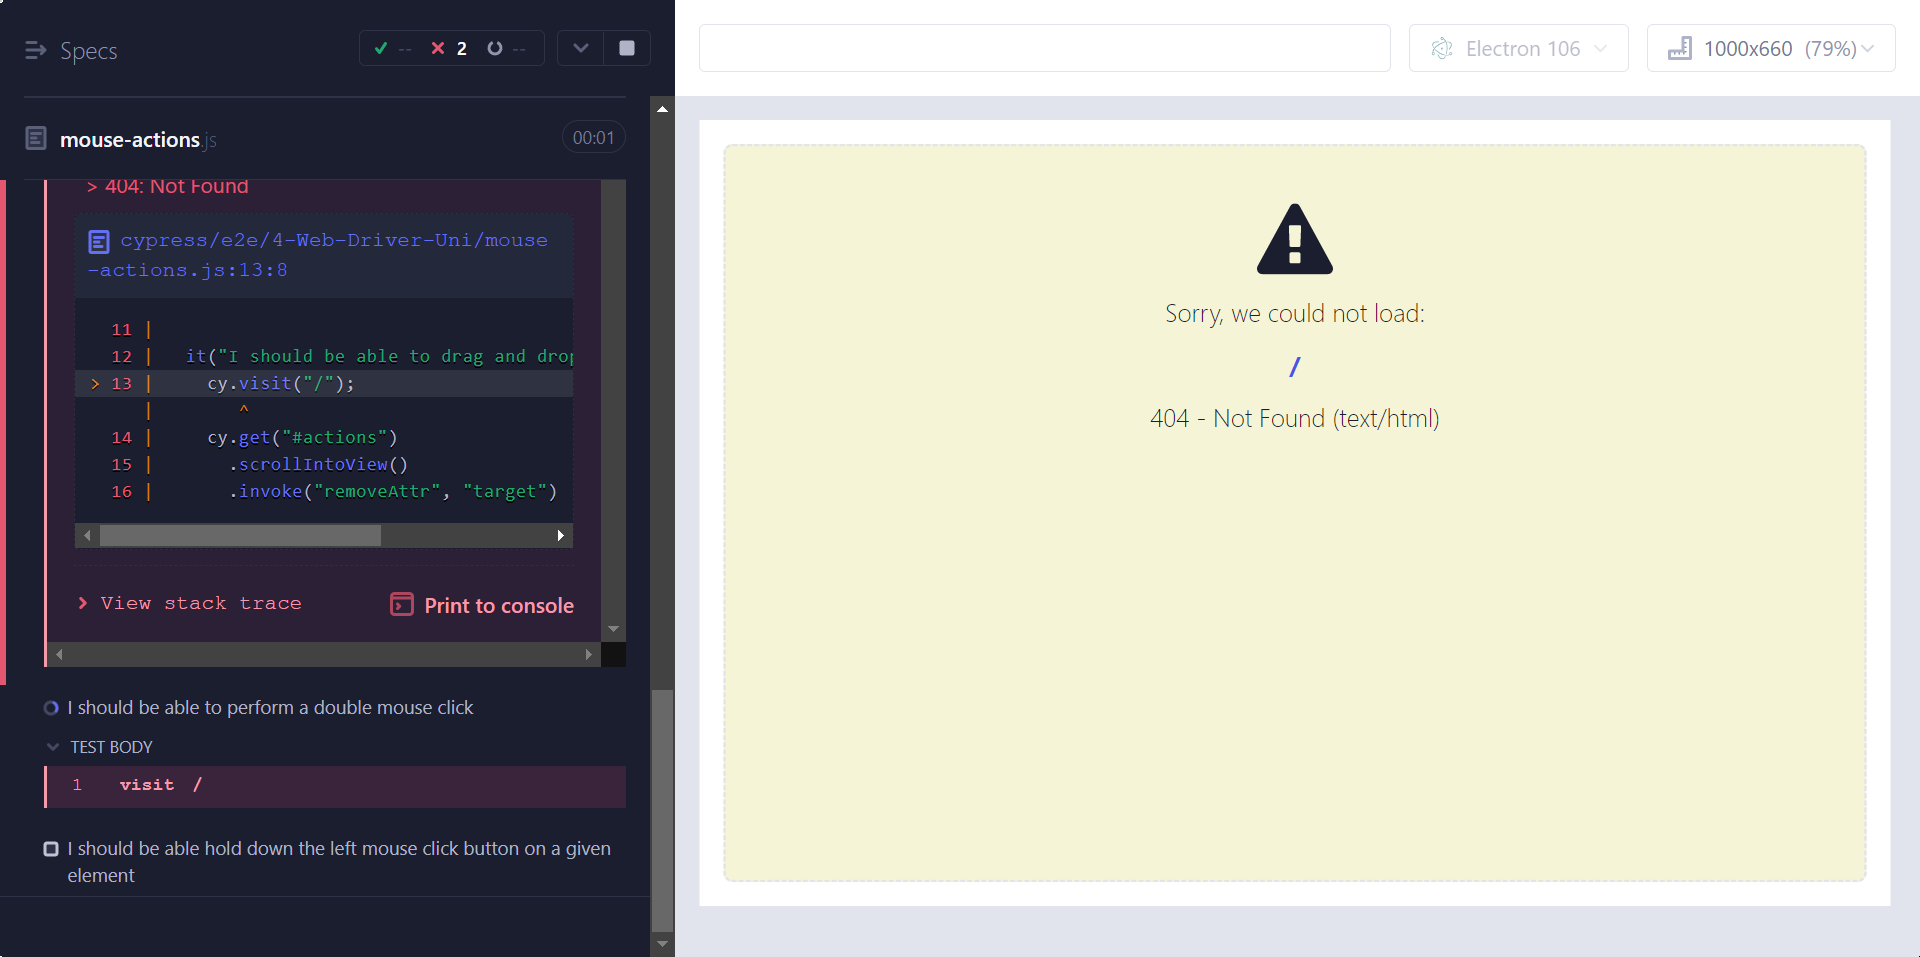 Specs
-- 2 --
mouse-actions.js
00:01
> 404: Not Found
cypress/e2e/4-Web-Driver-Uni/mouse
-actions.js:13:8
11 |
12 | it("I should be able to drag and drop
> 13 | cy.visit("/");
| ^
14 | cy.get("#actions")
15 | .scrollIntoView()
16 | .invoke("removeAttr", "target")
View stack trace
Print to console
I should be able to perform a double mouse click
TEST BODY
1 visit /
I should be able hold down the left mouse click button on a given
element
Electron 106
1000x660 (79%)
Sorry, we could not load:
/
404 - Not Found (text/html)